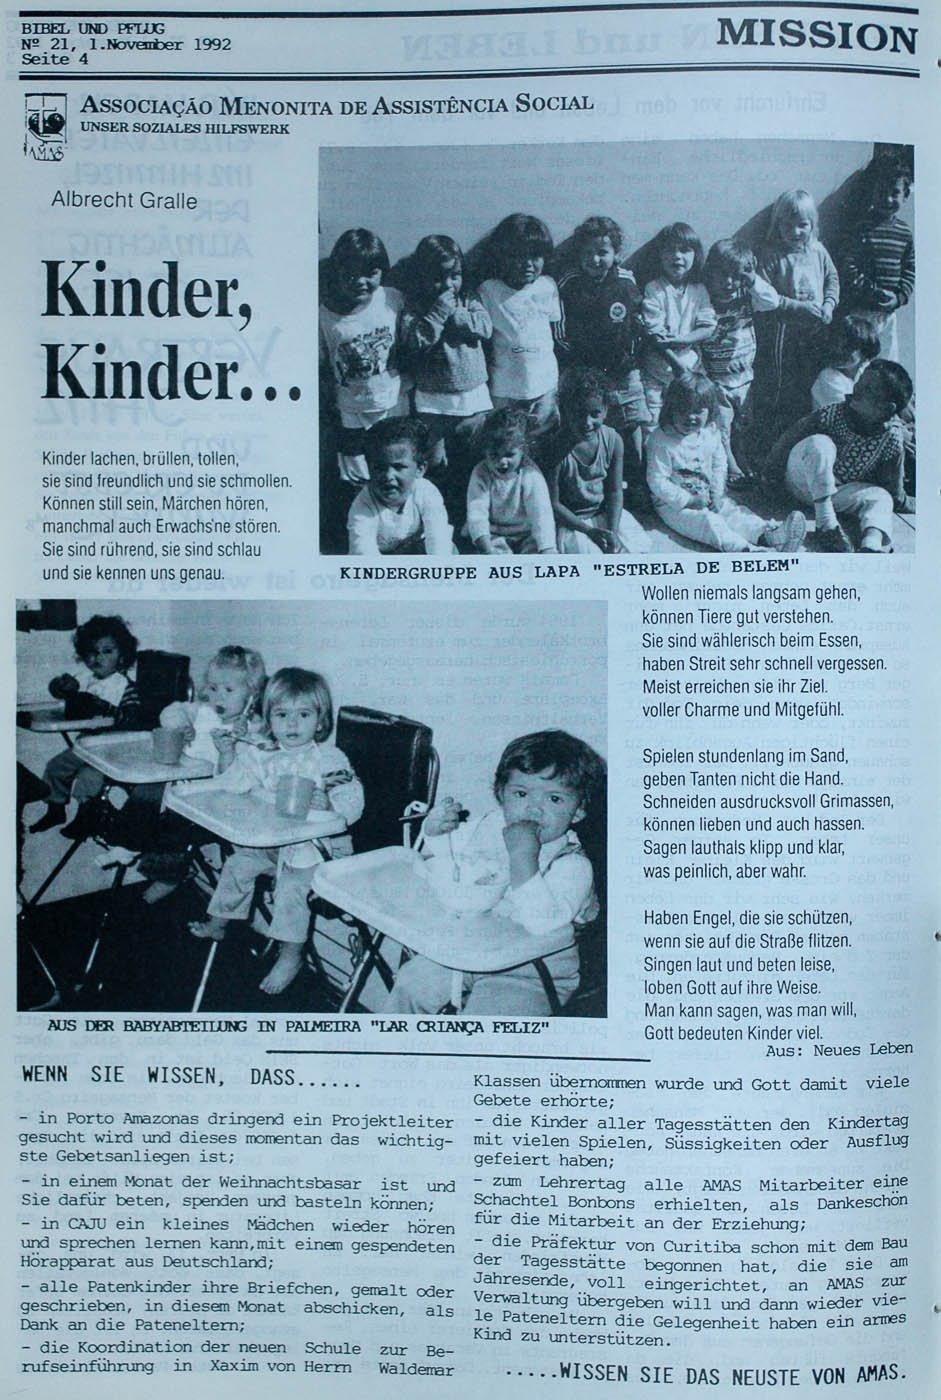 BIBEL UND PFLUG
Nº 21, 1.November 1992
Seite 4
MISSION
AMAS
ASSOCIAÇÃO MENONITA DE ASSISTÊNCIA SOCIAL
UNSER SOZIALES HILFSWERK
Albrecht Gralle
Kinder,
Kinder...
Kinder lachen, brüllen, tollen,
sie sind freundlich und sie schmollen.
Können still sein, Märchen hören,
manchmal auch Erwachs'ne stören.
Sie sind rührend, sie sind schlau
und sie kennen uns genau.
KINDERGRUPPE AUS LAPA "ESTRELA DE BELEM"
Wollen niemals langsam gehen,
können Tiere gut verstehen.
Sie sind wählerisch beim Essen,
haben Streit sehr schnell vergessen.
Meist erreichen sie ihr Ziel.
voller Charme und Mitgefühl.
Spielen stundenlang im Sand,
geben Tanten nicht die Hand.
Schneiden ausdrucksvoll Grimassen,
können lieben und auch hassen.
Sagen lauthals klipp und klar,
was peinlich, aber wahr.
Haben Engel, die sie schützen,
wenn sie auf die Straße flitzen.
Singen laut und beten leise,
loben Gott auf ihre Weise.
Man kann sagen, was man will,
Gott bedeuten Kinder viel.
Aus: Neues Leben
AUS DER BABYABTEILUNG IN PALMEIRA "LAR CRIANÇA FELIZ"
WENN SIE WISSEN, DASS......
- in Porto Amazonas dringend ein Projektleiter
gesucht wird und dieses momentan das wichtig-
ste Gebetsanliegen ist;
- in einem Monat der Weihnachtsbasar ist und
Sie dafür beten, spenden und basteln können;
- in CAJU ein kleines Mädchen wieder hören
und sprechen lernen kann,mit einem gespendeten
Hörapparat aus Deutschland;
- alle Patenkinder ihre Briefchen, gemalt oder
geschrieben, in diesem Monat abschicken, als
Dank an die Pateneltern;
- die Koordination der neuen Schule zur Be-
rufseinführung in Xaxim von Herrn Waldemar
Klassen übernommen wurde und Gott damit viele
Gebete erhörte;
- die Kinder aller Tagesstätten den Kindertag
mit vielen Spielen, Süssigkeiten oder Ausflug
gefeiert haben;
- zum Lehrertag alle AMAS Mitarbeiter eine
Schachtel Bonbons erhielten, als Dankeschön
für die Mitarbeit an der Erziehung;
- die Präfektur von Curitiba schon mit dem Bau
der Tagesstätte begonnen hat, die sie am
Jahresende, voll eingerichtet, an AMAS zur
Verwaltung übergeben will und dann wieder vie-
le Pateneltern die Gelegenheit haben ein armes
Kind zu unterstützen.
.....WISSEN SIE DAS NEUSTE VON AMAS.